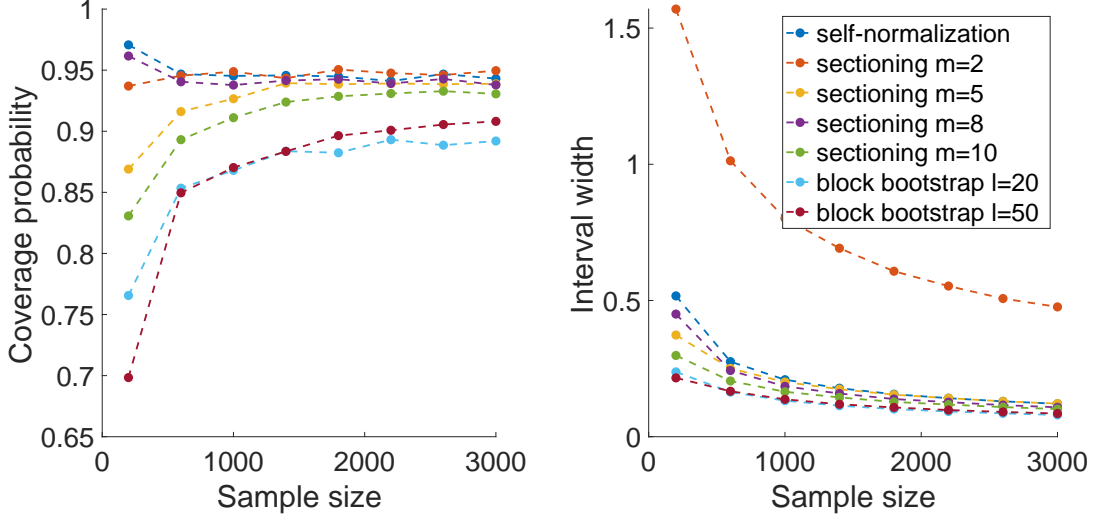 1
0.95
0.9
0.85
0.8
0.75
0.7
0.65
Coverage probability
0 1000 2000 3000
Sample size
1.5
1
0.5
0
Interval width
0 1000 2000 3000
Sample size
self-normalization
sectioning m=2
sectioning m=5
sectioning m=8
sectioning m=10
block bootstrap l=20
block bootstrap l=50